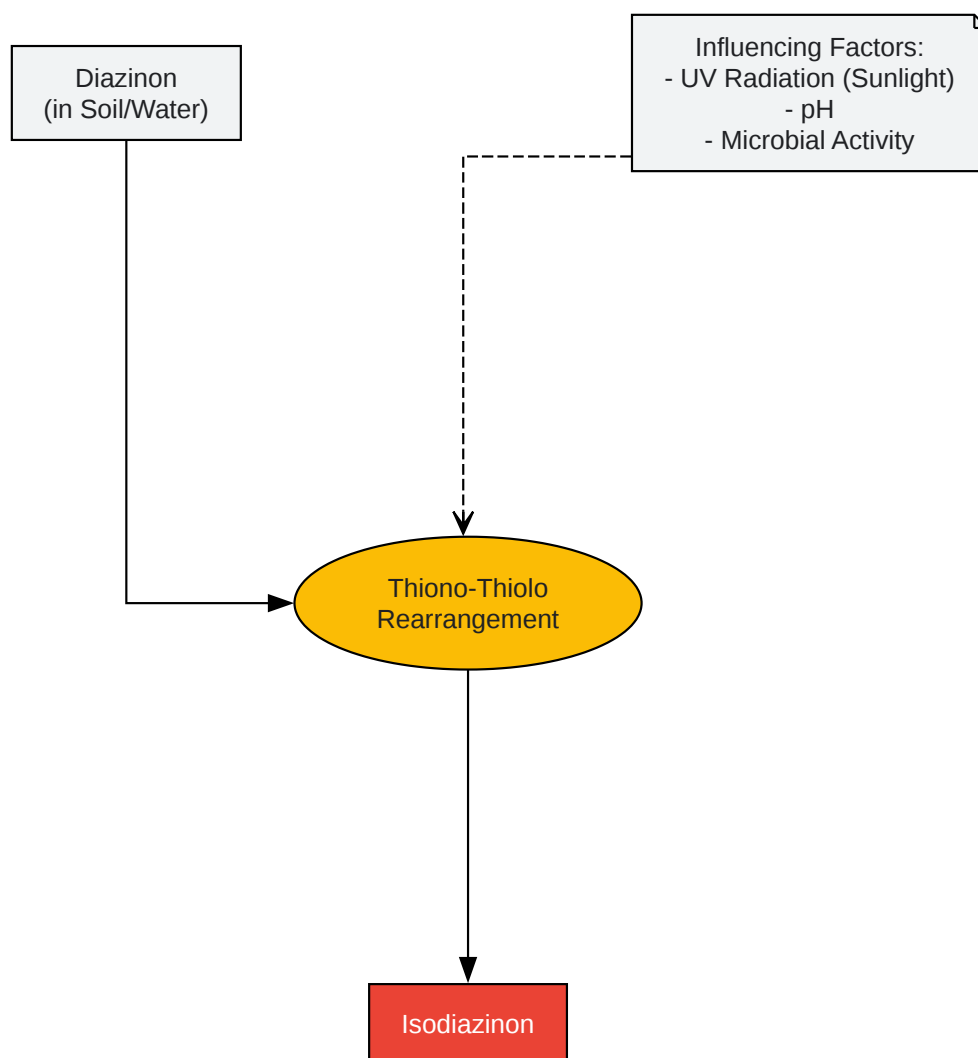 Diazinon
(in Soil/Water)
Influencing Factors:
- UV Radiation (Sunlight)
- pH
- Microbial Activity
Thiono-Thiolo
Rearrangement
Isodiazinon